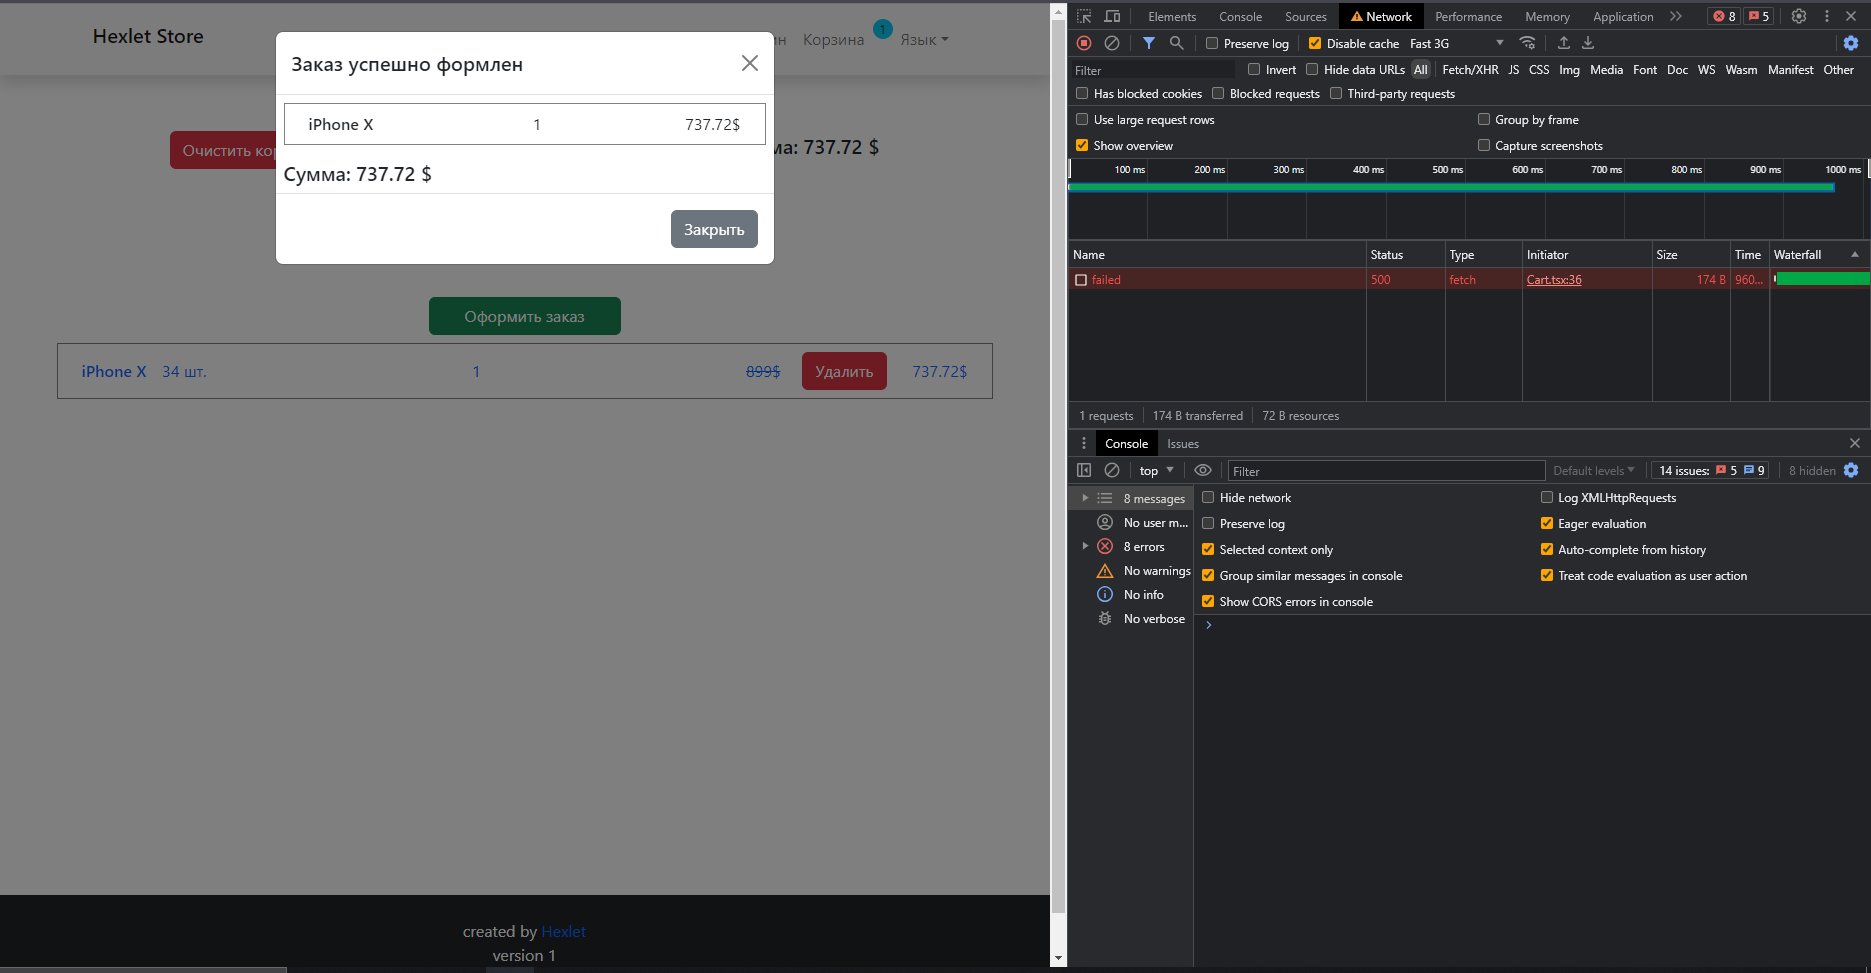 Hexlet Store
ин Корзина 1 Язык
Заказ успешно формлен
iPhone X 1 737.72$
Сумма: 737.72 $
Закрыть
Очистить кор
ма: 737.72 $
Оформить заказ
iPhone X 34 шт. 1 899$ Удалить 737.72$
created by Hexlet
version 1
Elements Console Sources Network Performance Memory Application 8 5
Preserve log Disable cache Fast 3G
Filter Invert Hide data URLs All Fetch/XHR JS CSS Img Media Font Doc WS Wasm Manifest Other
Has blocked cookies Blocked requests Third-party requests
Use large request rows Group by frame
Show overview Capture screenshots
100 ms 200 ms 300 ms 400 ms 500 ms 600 ms 700 ms 800 ms 900 ms 1000 ms
Name Status Type Initiator Size Time Waterfall
failed 500 fetch Cart.tsx:36 174 B 960...
1 requests 174 B transferred 72 B resources
Console Issues
top Filter Default levels 14 issues: 5 9 8 hidden
8 messages
No user m...
8 errors
No warnings
No info
No verbose
Hide network Log XMLHttpRequests
Preserve log Eager evaluation
Selected context only Auto-complete from history
Group similar messages in console Treat code evaluation as user action
Show CORS errors in console